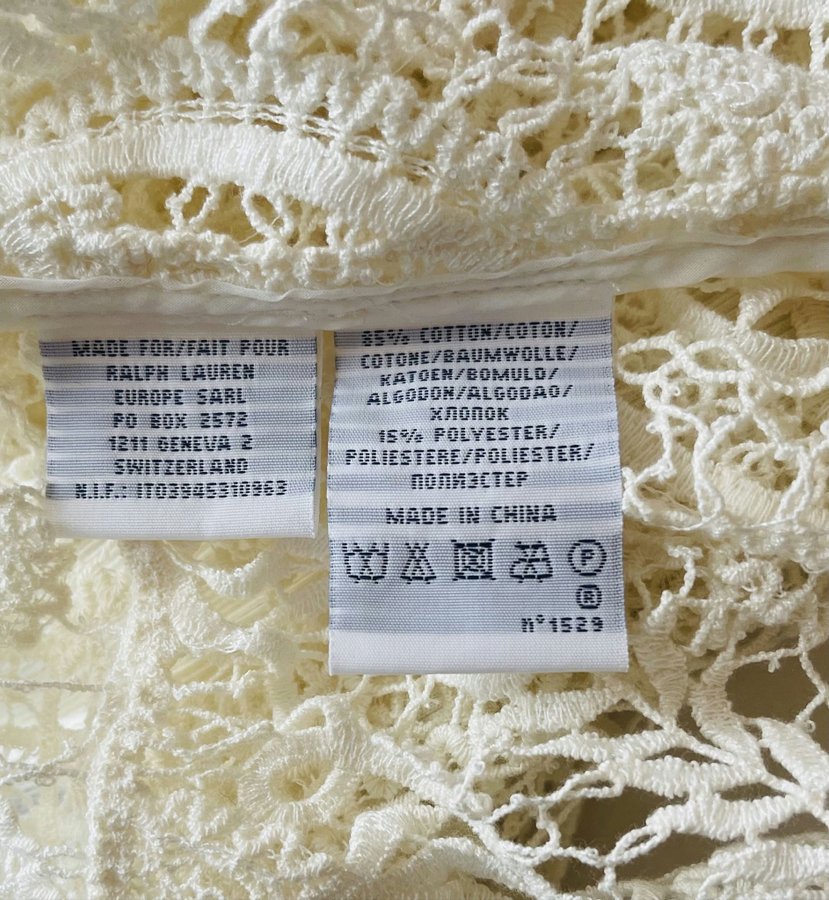 MADE FOR/FAIT POUR
RALPH LAUREN
EUROPE SARL
PO BOX 2572
1211 GENEVA 2
SWITZERLAND
N.I.F.: IT03945310963
85% COTTON/COTON/
COTONE/BAUMWOLLE/
KATOEN/BOMULD/
ALGODON/ALGODAO/
ХЛОПОК
15% POLYESTER/
POLIESTERE/POLIESTER/
ПОЛИЭСТЕР
MADE IN CHINA
P
®
n°1529